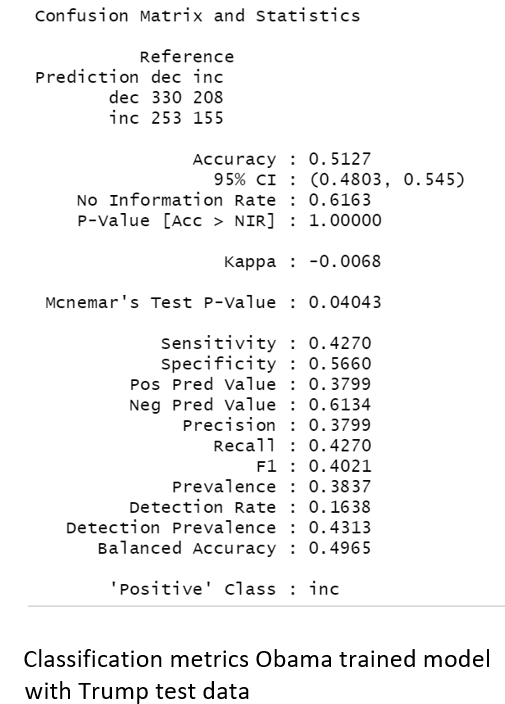 Confusion Matrix and Statistics
Reference
Prediction dec inc
dec 330 208
inc 253 155
Accuracy : 0.5127
95% CI : (0.4803, 0.545)
No Information Rate : 0.6163
P-Value [Acc > NIR] : 1.00000
Kappa : -0.0068
Mcnemar's Test P-Value : 0.04043
Sensitivity : 0.4270
Specificity : 0.5660
Pos Pred Value : 0.3799
Neg Pred Value : 0.6134
Precision : 0.3799
Recall : 0.4270
F1 : 0.4021
Prevalence : 0.3837
Detection Rate : 0.1638
Detection Prevalence : 0.4313
Balanced Accuracy : 0.4965
'Positive' Class : inc
Classification metrics Obama trained model
with Trump test data